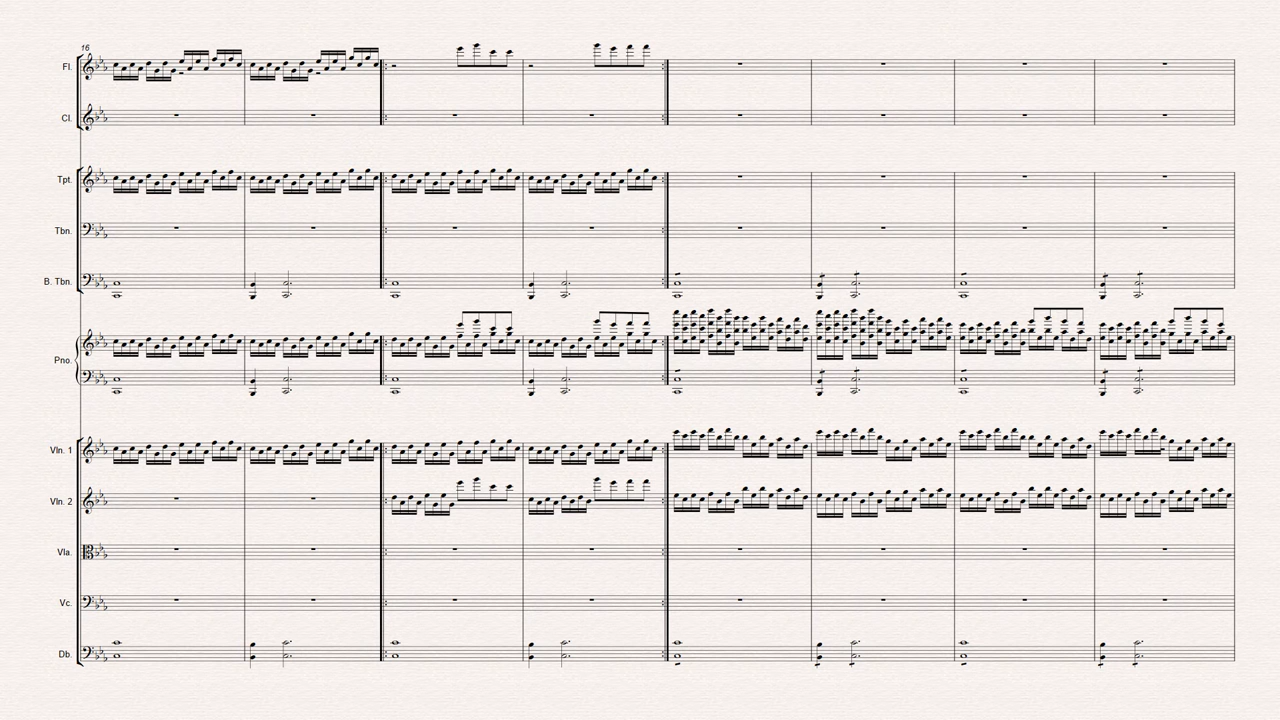 16
Fl.
Cl.
Tpt.
Tbn.
B. Tbn.
Pno.
Vln. 1
Vln. 2
Vla.
Vc.
Db.